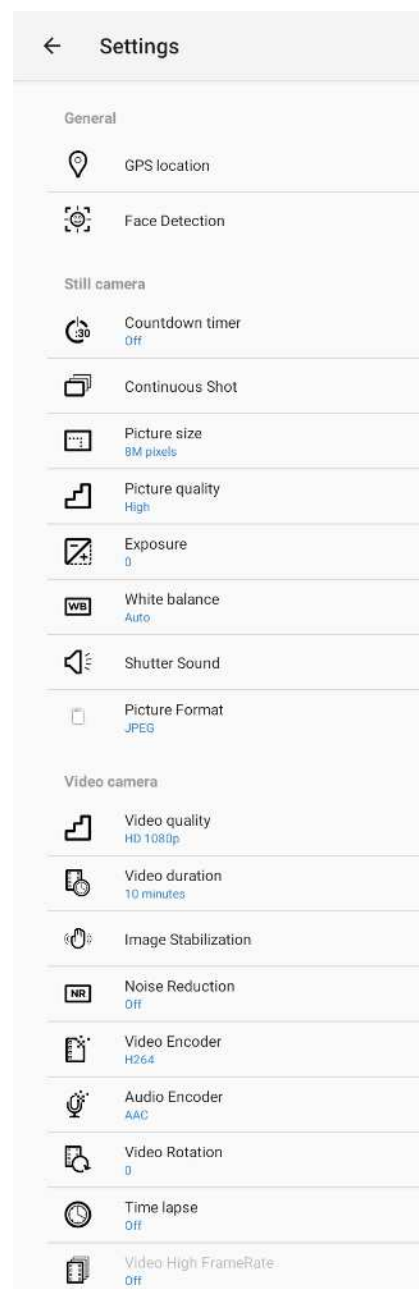 Settings
General
GPS location
Face Detection
Still camera
:30
Countdown timer
Off
Continuous Shot
Picture size
8M pixels
Picture quality
High
Exposure
0
WB
White balance
Auto
Shutter Sound
Picture Format
JPEG
Video camera
Video quality
HD 1080p
Video duration
10 minutes
Image Stabilization
NR
Noise Reduction
Off
Video Encoder
H264
Audio Encoder
AAC
Video Rotation
0
Time lapse
Off
Video High FrameRate
Off